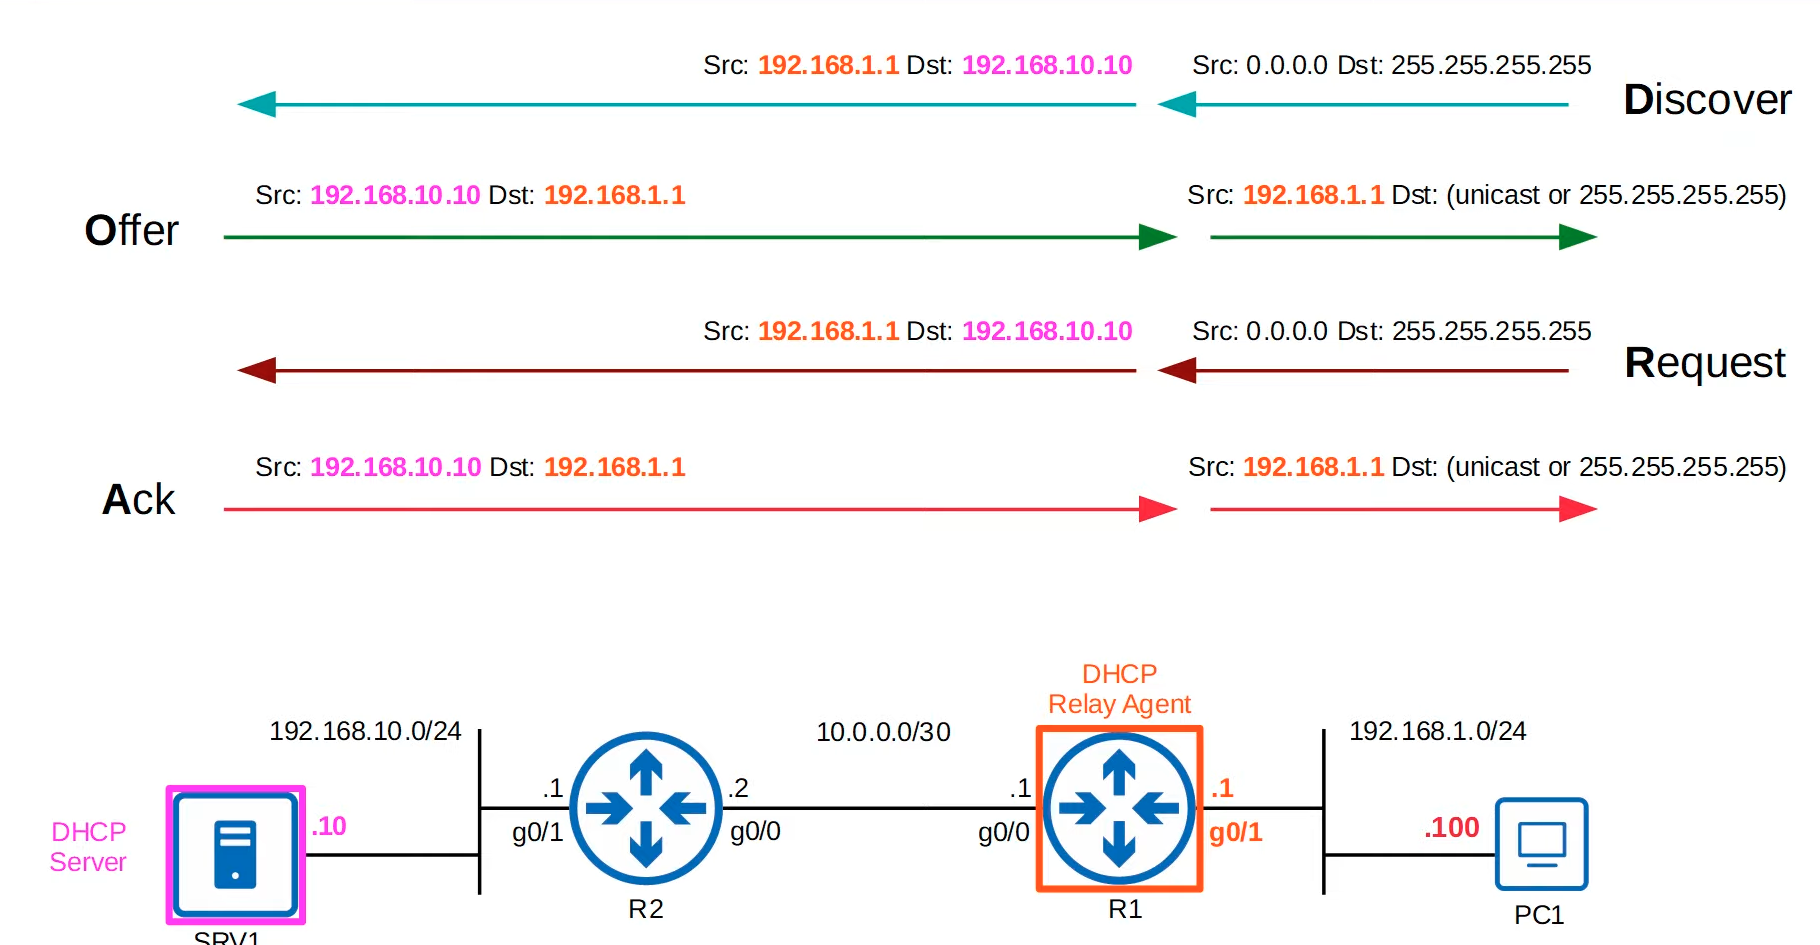 Src: 192.168.1.1 Dst: 192.168.10.10
Src: 0.0.0.0 Dst: 255.255.255.255
Discover
Src: 192.168.10.10 Dst: 192.168.1.1
Src: 192.168.1.1 Dst: (unicast or 255.255.255.255)
Offer
Src: 192.168.1.1 Dst: 192.168.10.10
Src: 0.0.0.0 Dst: 255.255.255.255
Request
Src: 192.168.10.10 Dst: 192.168.1.1
Src: 192.168.1.1 Dst: (unicast or 255.255.255.255)
Ack
DHCP
Relay Agent
192.168.10.0/24
10.0.0.0/30
192.168.1.0/24
.1
.2
.1
.1
DHCP
Server
.10
g0/1
g0/0
g0/0
g0/1
.100
R2
R1
PC1
SRV1